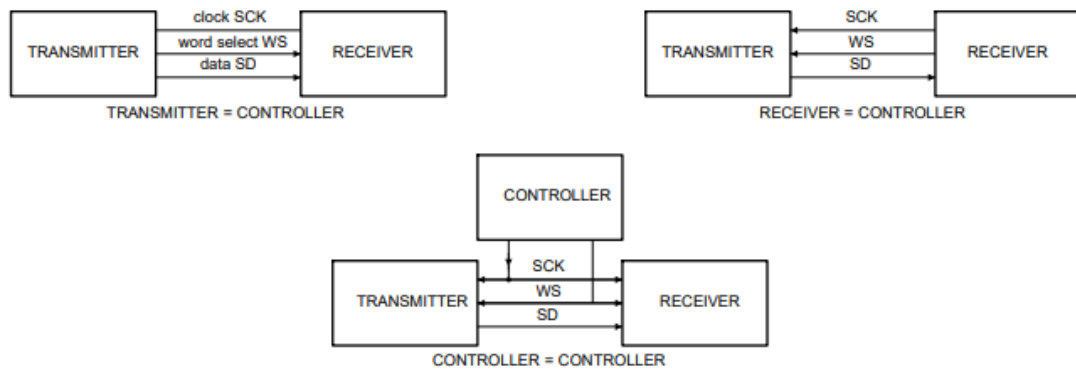 clock SCK
TRANSMITTER
word select WS
RECEIVER
data SD
TRANSMITTER = CONTROLLER
SCK
TRANSMITTER
WS
RECEIVER
SD
RECEIVER = CONTROLLER
CONTROLLER
SCK
TRANSMITTER
WS
RECEIVER
SD
CONTROLLER = CONTROLLER